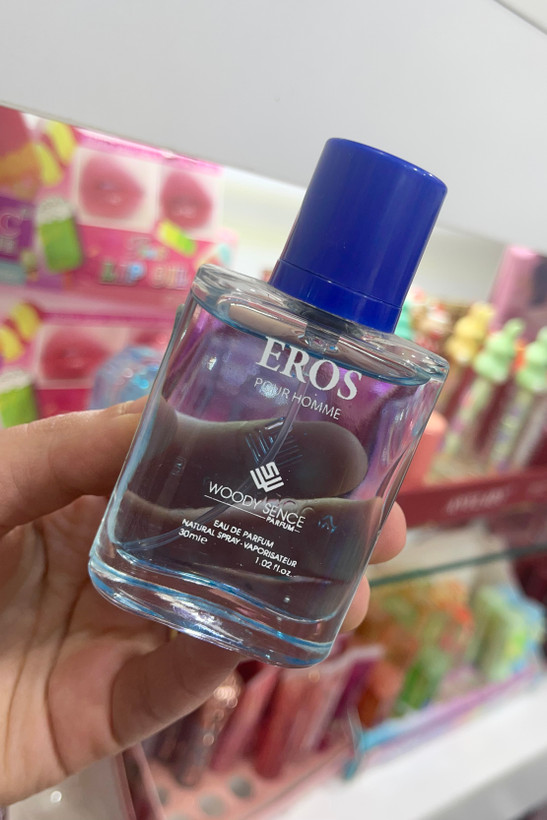 EROS
POUR HOMME
WOODY SENCE
PARFUM
EAU DE PARFUM
NATURAL SPRAY - VAPORISATEUR
30ml e
1.02 fl.oz.